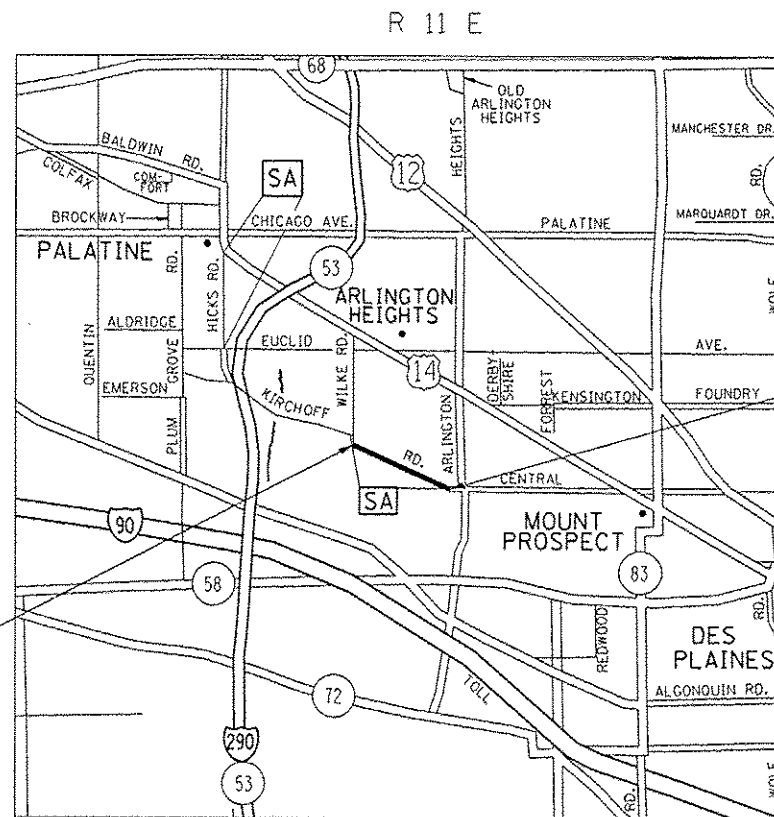 R 11 E
68
OLD
ARLINGTON
HEIGHTS
HEIGHTS
MANCHESTER DR.
BALDWIN RD.
COLFAX
COM-
FORT
SA
12
RD.
BROCKWAY
CHICAGO AVE.
PALATINE
MARQUARDT DR.
PALATINE
RD.
HICKS RD.
53
ARLINGTON
HEIGHTS
WOLF
ALDRIDGE
EUCLID
AVE.
QUENTIN
GROVE
WILKE RD.
14
DERBY-
SHIRE
EMERSON
KIRCHOFF
FORREST
KENSINGTON
FOUNDRY
PLUM
ARLINGTON
RD.
CENTRAL
SA
90
MOUNT
PROSPECT
58
83
REDWOOD
RD.
DES
PLAINES
72
TOLL
ALGONQUIN RD.
290
53
RD.
WOLF